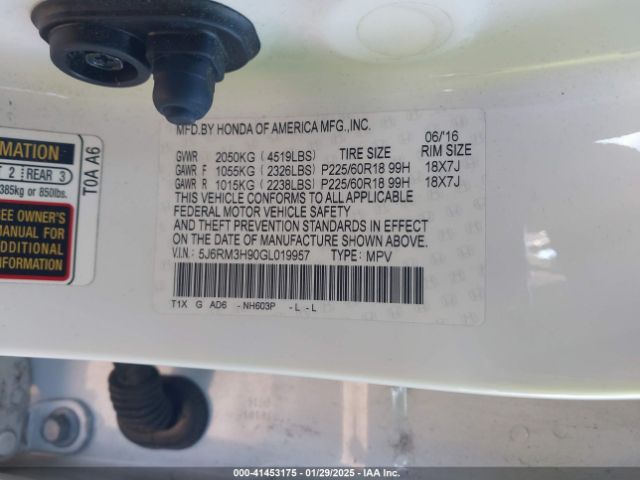 MFD.BY HONDA OF AMERICA MFG.,INC.
06/'16
GVWR 2050KG (4519LBS) TIRE SIZE RIM SIZE
GAWR F 1055KG (2326LBS) P225/60R18 99H 18X7J
GAWR R 1015KG (2238LBS) P225/60R18 99H 18X7J
THIS VEHICLE CONFORMS TO ALL APPLICABLE
FEDERAL MOTOR VEHICLE SAFETY
AND THEFT PREVENTION STANDARDS IN EFFECT
ON THE DATE OF MANUFACTURE SHOWN ABOVE.
V.I.N.: 5J6RM3H90GL019957 TYPE: MPV
T1X G AD6 -NH603P -L-L
MATION
T 2 REAR 3
385kg or 850lbs.
EE OWNER'S
MANUAL FOR
ADDITIONAL
INFORMATION
T0A A6
000-41453175 - 01/29/2025 - IAA Inc.